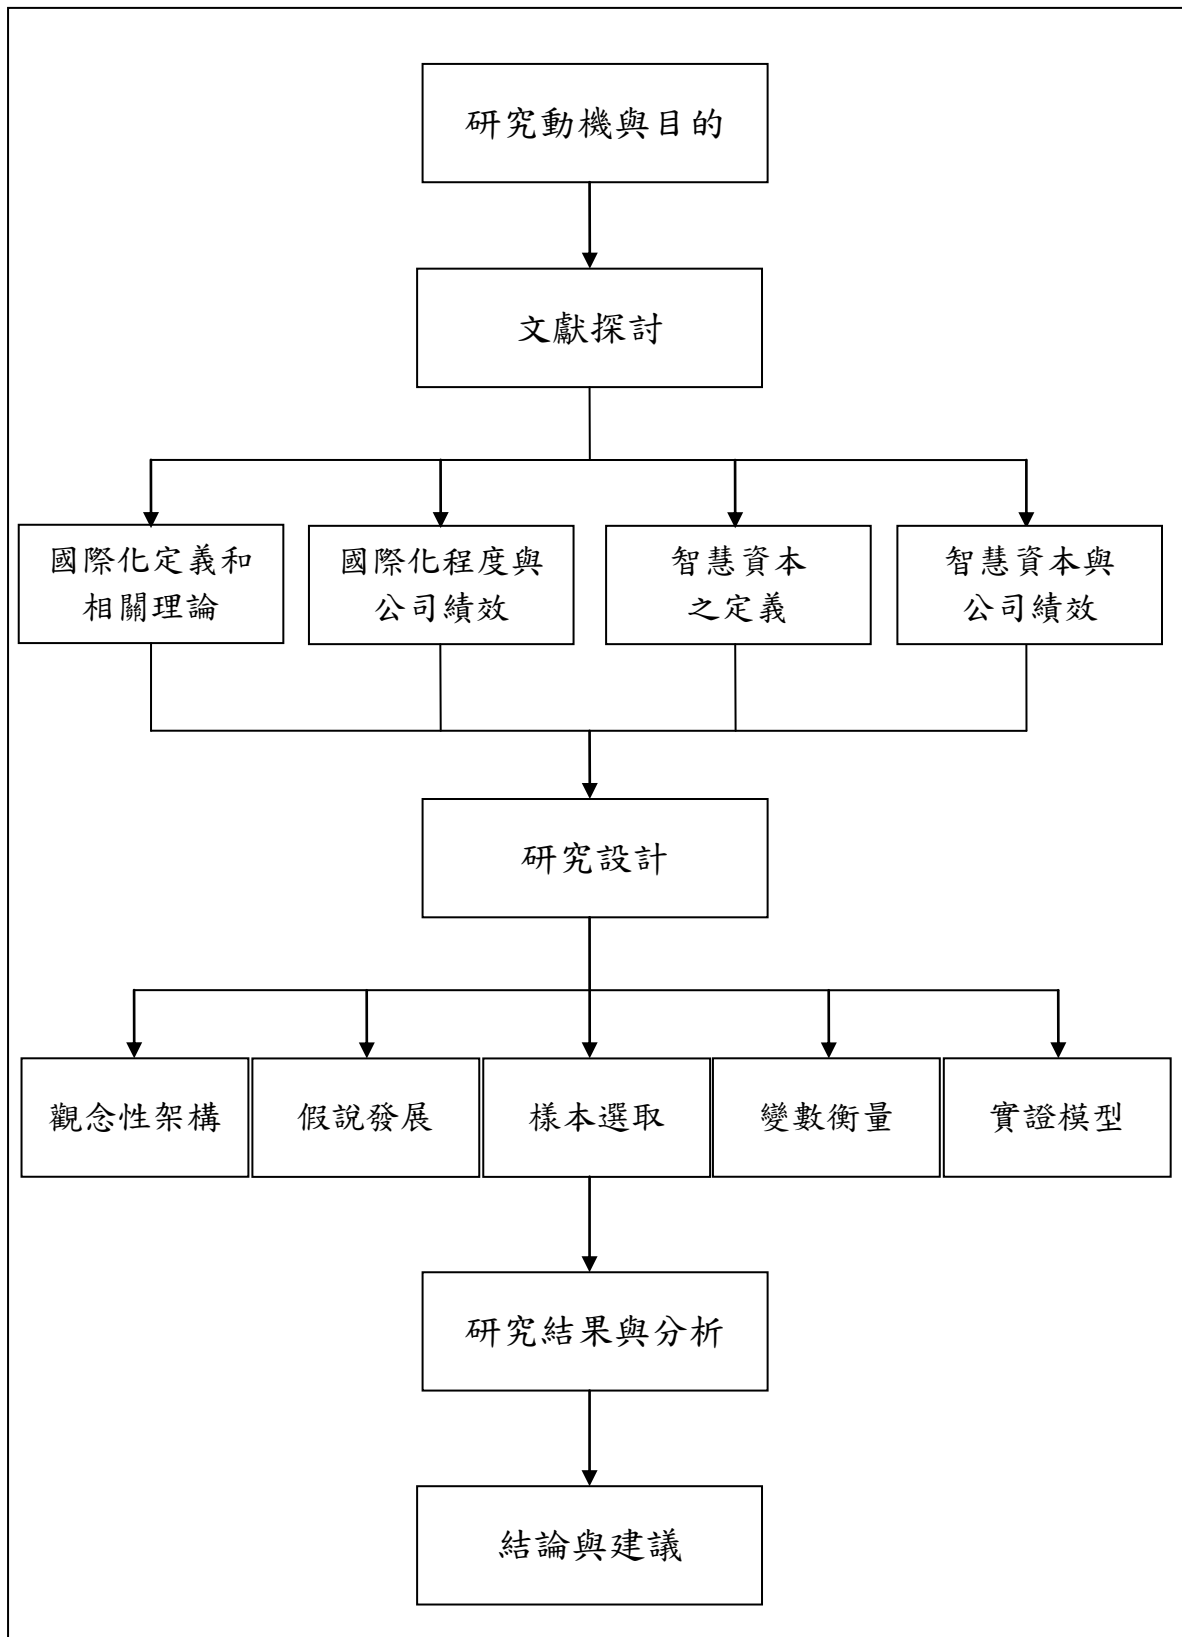 研究動機與目的
文獻探討
國際化定義和
相關理論
國際化程度與
公司績效
智慧資本
之定義
智慧資本與
公司績效
研究設計
觀念性架構
假說發展
樣本選取
變數衡量
實證模型
研究結果與分析
結論與建議